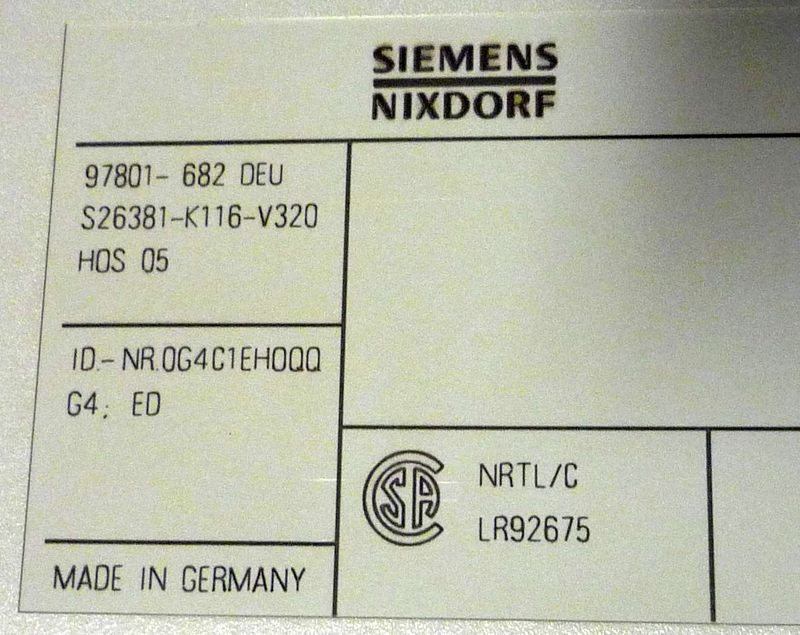 SIEMENS
NIXDORF
97801- 682 DEU
S26381-K116-V320
HOS 05
ID.-NR.0G4C1EH0QQ
G4; ED
MADE IN GERMANY
SA
NRTL/C
LR92675